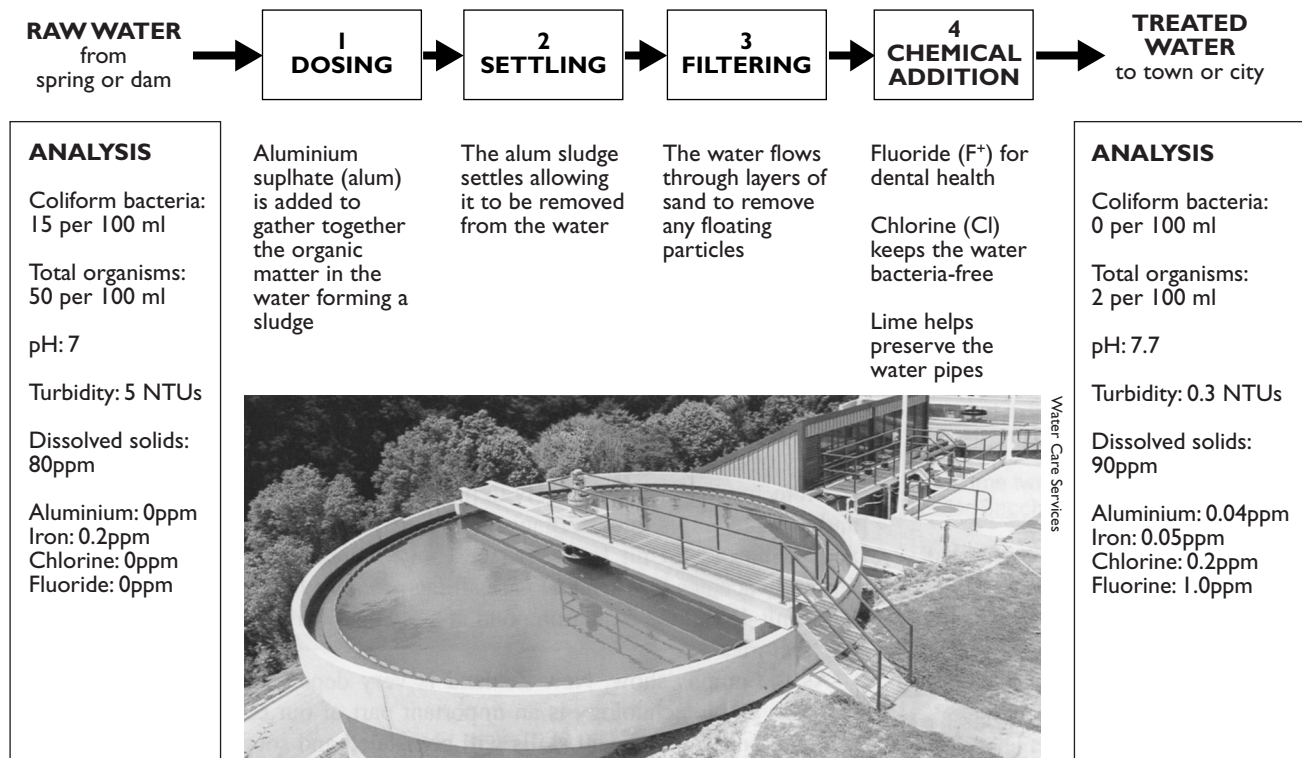 RAW WATER
from
spring or dam
1
DOSING
2
SETTLING
3
FILTERING
4
CHEMICAL
ADDITION
TREATED
WATER
to town or city
ANALYSIS
Coliform bacteria:
15 per 100 ml
Total organisms:
50 per 100 ml
pH: 7
Turbidity: 5 NTUs
Dissolved solids:
80ppm
Aluminium: 0ppm
Iron: 0.2ppm
Chlorine: 0ppm
Fluoride: 0ppm
Aluminium
suplhate (alum)
is added to
gather together
the organic
matter in the
water forming a
sludge
The alum sludge
settles allowing
it to be removed
from the water
The water flows
through layers of
sand to remove
any floating
particles
Fluoride (F⁺) for
dental health
Chlorine (Cl)
keeps the water
bacteria-free
Lime helps
preserve the
water pipes
Water Care Services
ANALYSIS
Coliform bacteria:
0 per 100 ml
Total organisms:
2 per 100 ml
pH: 7.7
Turbidity: 0.3 NTUs
Dissolved solids:
90ppm
Aluminium: 0.04ppm
Iron: 0.05ppm
Chlorine: 0.2ppm
Fluorine: 1.0ppm